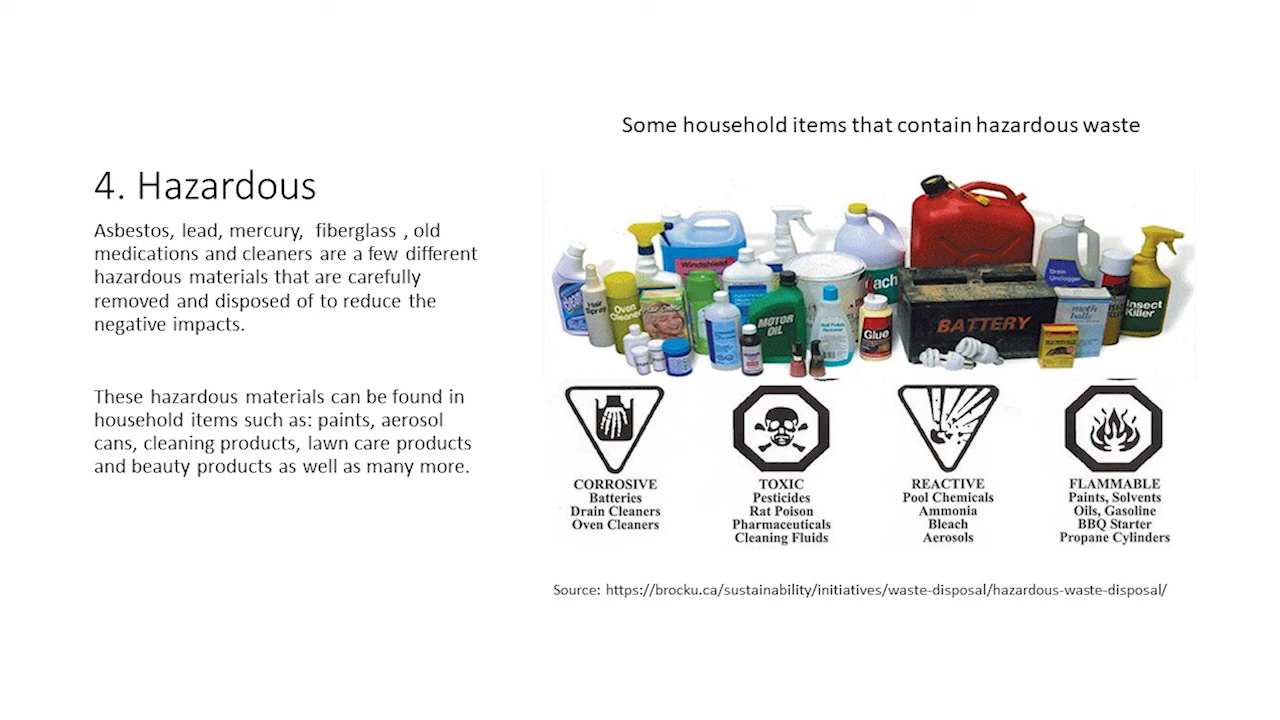 Some household items that contain hazardous waste
4. Hazardous
Asbestos, lead, mercury,  fiberglass , old
medications and cleaners are a few different
hazardous materials that are carefully
removed and disposed of to reduce the
negative impacts.
These hazardous materials can be found in
household items such as: paints, aerosol
cans, cleaning products, lawn care products
and beauty products as well as many more.
Windshield
Hair
Spray
Oven
Cleaner
MOTOR
OIL
Glue
BATTERY
Drain
Unclogger
moth
balls
Insect
Killer
CORROSIVE
Batteries
Drain Cleaners
Oven Cleaners
TOXIC
Pesticides
Rat Poison
Pharmaceuticals
Cleaning Fluids
REACTIVE
Pool Chemicals
Ammonia
Bleach
Aerosols
FLAMMABLE
Paints, Solvents
Oils, Gasoline
BBQ Starter
Propane Cylinders
Source: https://brocku.ca/sustainability/initiatives/waste-disposal/hazardous-waste-disposal/